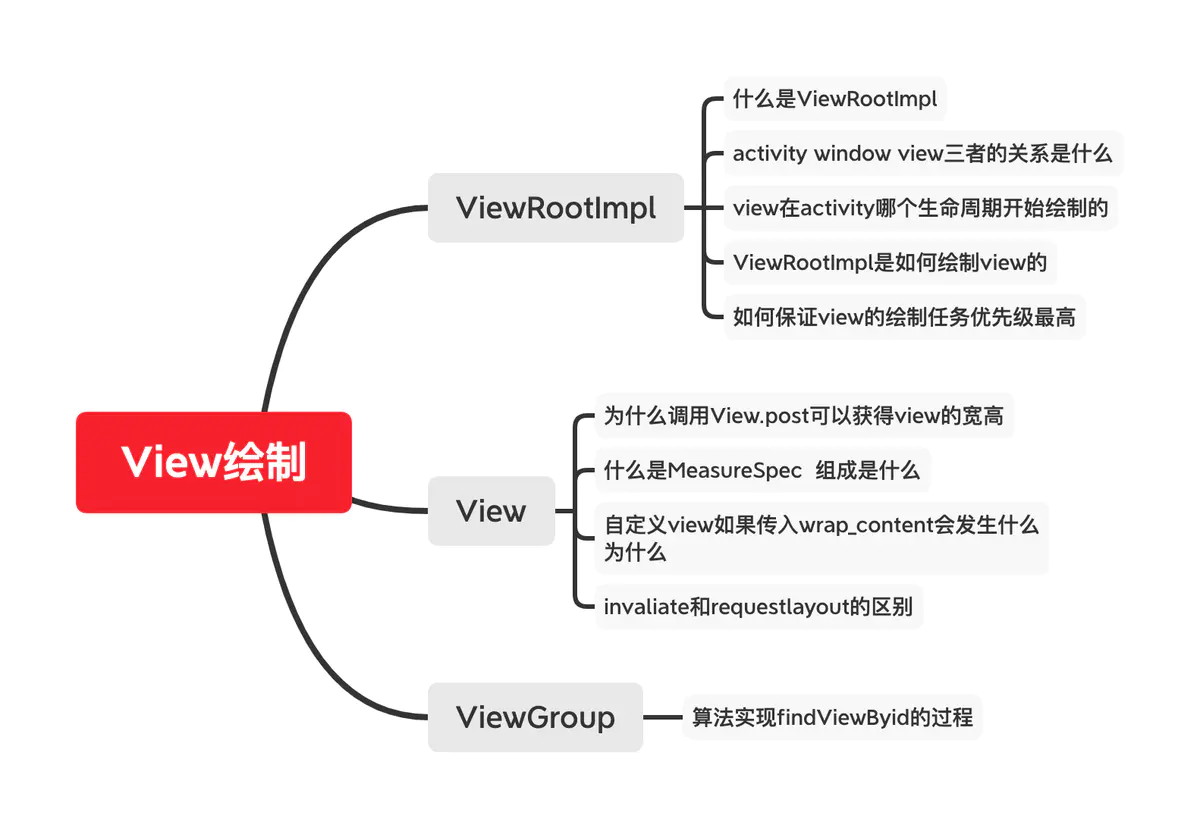 View绘制
ViewRootImpl
什么是ViewRootImpl
activity window view三者的关系是什么
view在activity哪个生命周期开始绘制的
ViewRootImpl是如何绘制view的
如何保证view的绘制任务优先级最高
View
为什么调用View.post可以获得view的宽高
什么是MeasureSpec  组成是什么
自定义view如果传入wrap_content会发生什么
为什么
invaliate和requestlayout的区别
ViewGroup
算法实现findViewByid的过程